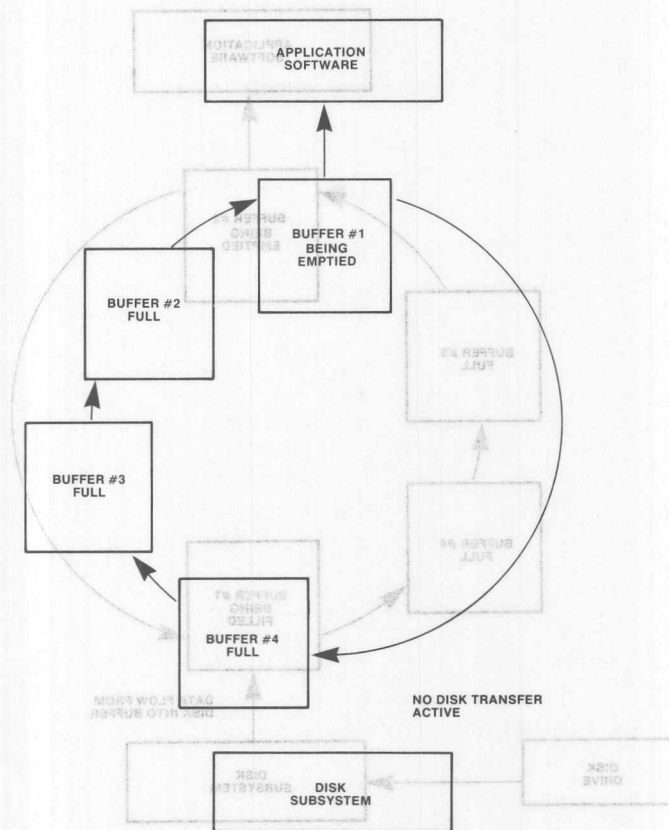 APPLICATION
SOFTWARE
BUFFER #1
BEING
EMPTIED
BUFFER #2
FULL
BUFFER #3
FULL
BUFFER #4
FULL
NO DISK TRANSFER
ACTIVE
DISK
SUBSYSTEM